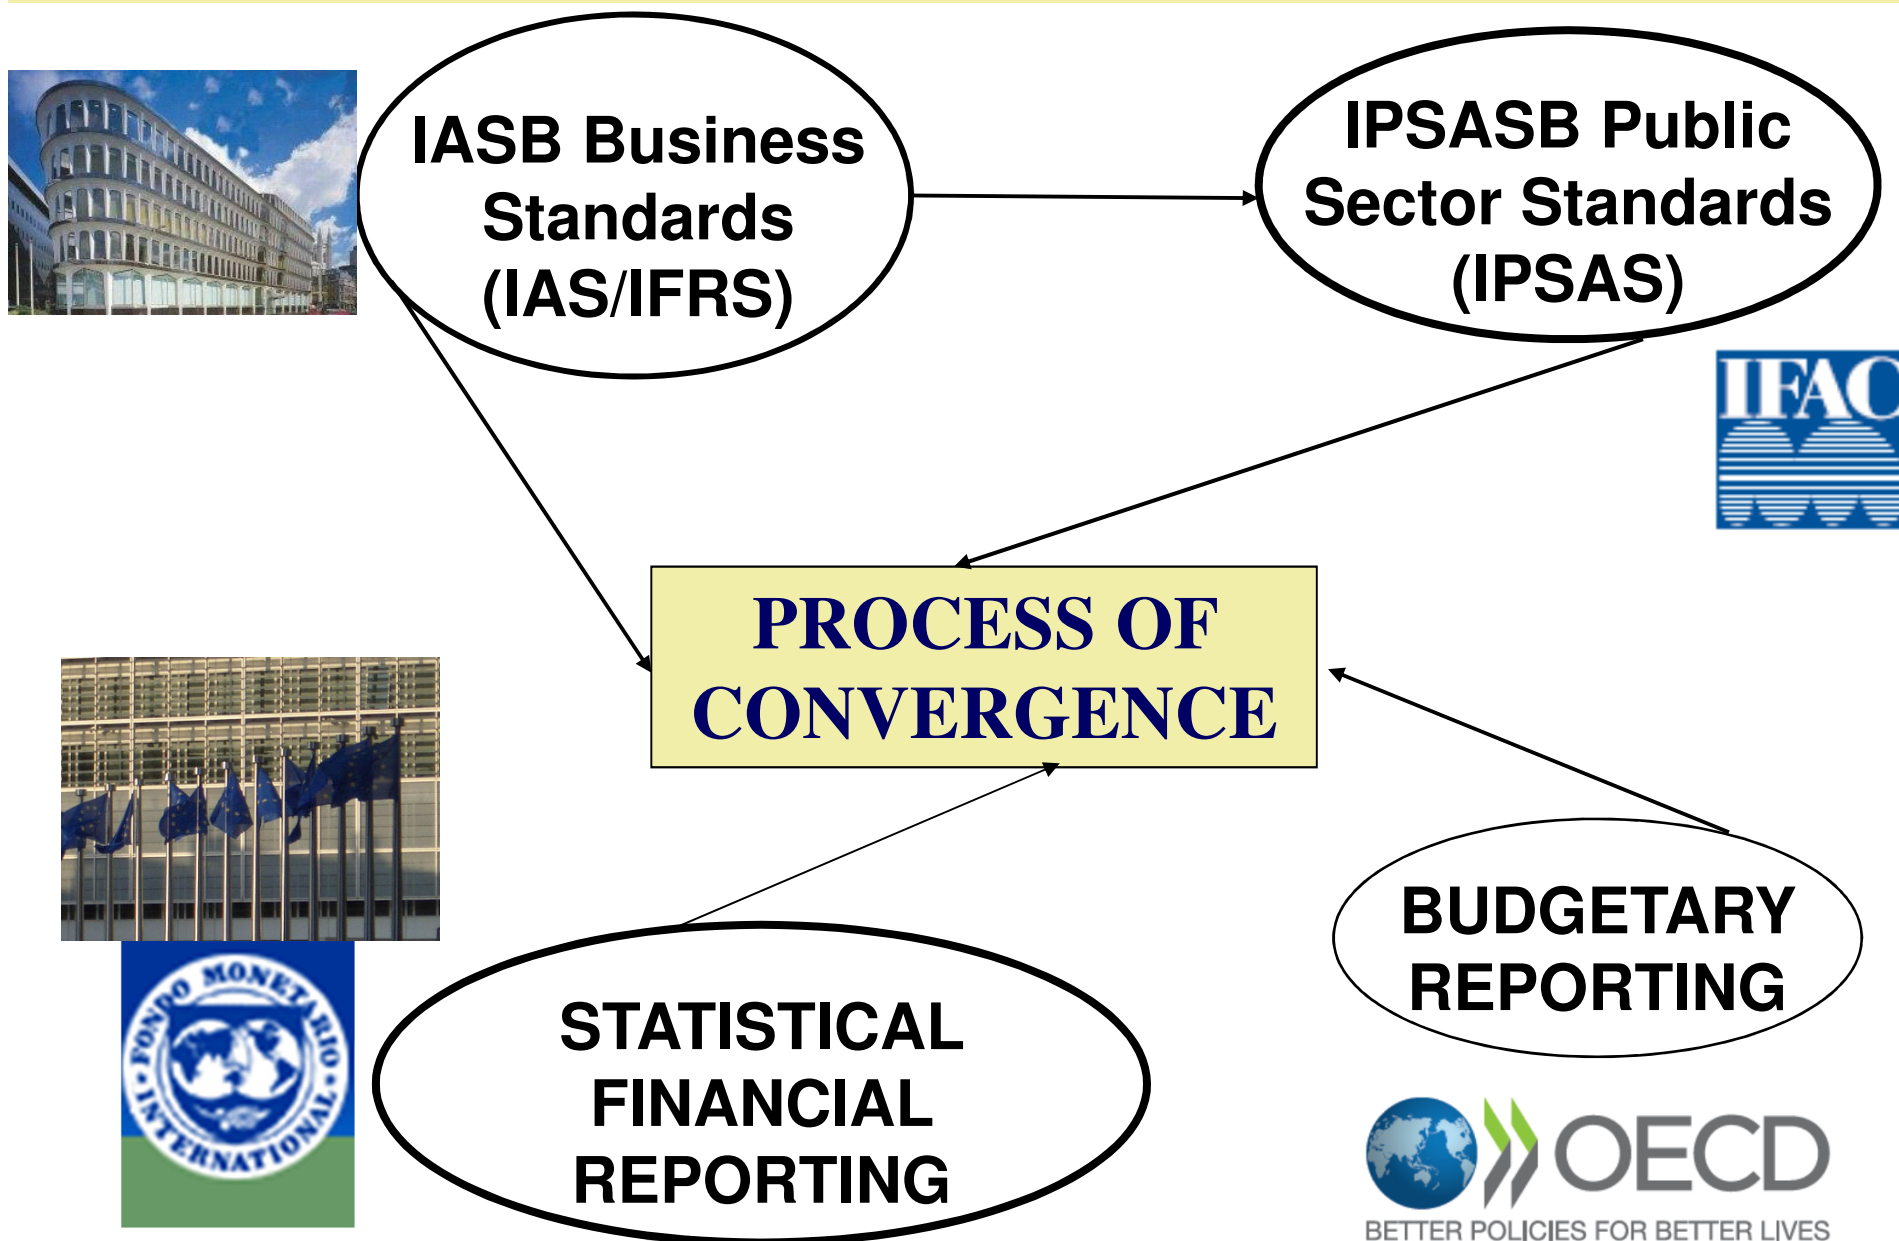 IASB Business
Standards
(IAS/IFRS)
IPSASB Public
Sector Standards
(IPSAS)
IFAC
PROCESS OF
CONVERGENCE
BUDGETARY
REPORTING
STATISTICAL
FINANCIAL
REPORTING
FONDO MONETARIO
INTERNATIONAL
OECD
BETTER POLICIES FOR BETTER LIVES